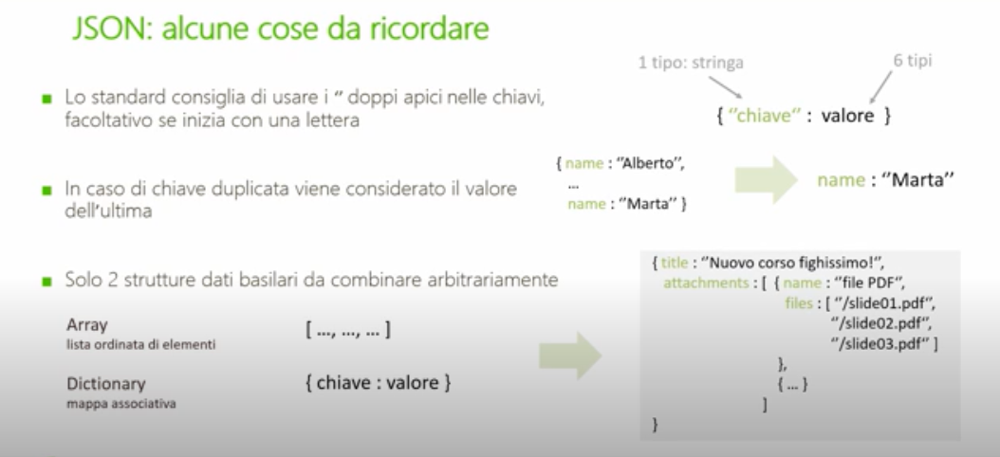 JSON: alcune cose da ricordare
1 tipo: stringa
6 tipi
Lo standard consiglia di usare i “ doppi apici nelle chiavi,
facoltativo se inizia con una lettera
{ “chiave” : valore }
In caso di chiave duplicata viene considerato il valore
dell’ultima
{ name : “Alberto”,
...
name : “Marta” }
name : “Marta”
Solo 2 strutture dati basilari da combinare arbitrariamente
Array
lista ordinata di elementi
[ ..., ..., ... ]
Dictionary
mappa associativa
{ chiave : valore }
{ title : “Nuovo corso fighissimo!”,
attachments : [ { name : “file PDF”,
files : [ “/slide01.pdf”,
“/slide02.pdf”,
“/slide03.pdf” ]
},
{ ... }
]
}